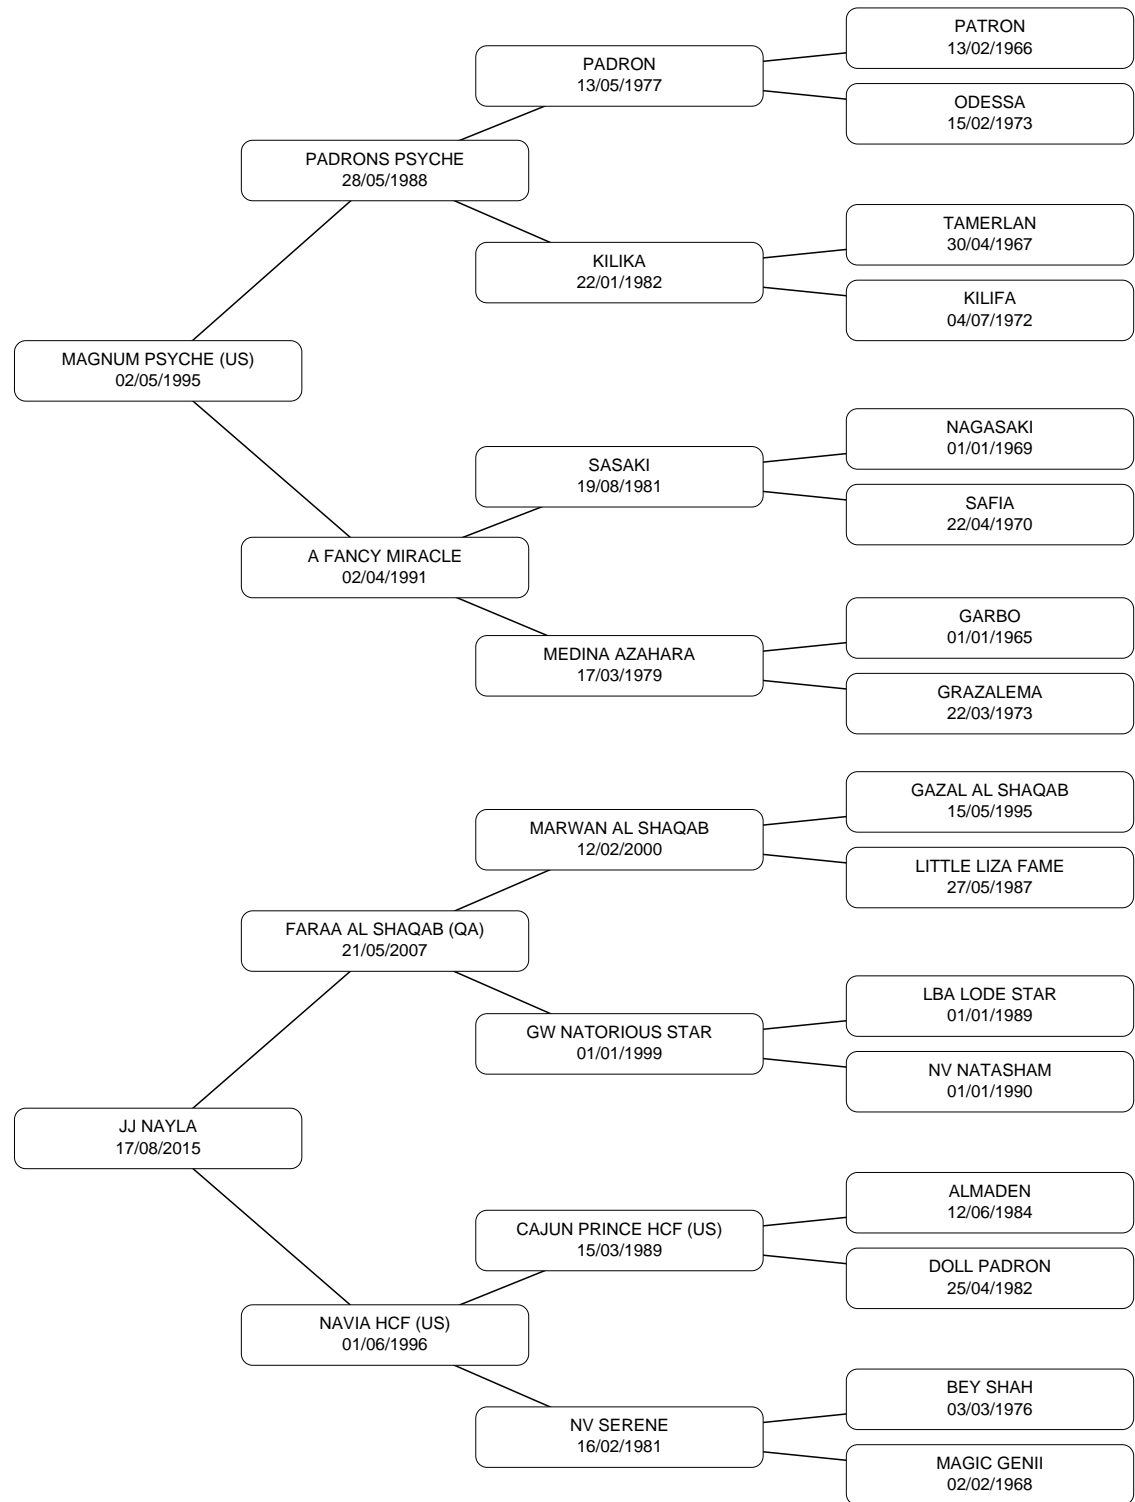 PATRON
13/02/1966
PADRON
13/05/1977
ODESSA
15/02/1973
PADRONS PSYCHE
28/05/1988
TAMERLAN
30/04/1967
KILIKA
22/01/1982
KILIFA
04/07/1972
MAGNUM PSYCHE (US)
02/05/1995
NAGASAKI
01/01/1969
SASAKI
19/08/1981
SAFIA
22/04/1970
A FANCY MIRACLE
02/04/1991
GARBO
01/01/1965
MEDINA AZAHARA
17/03/1979
GRAZALEMA
22/03/1973
GAZAL AL SHAQAB
15/05/1995
MARWAN AL SHAQAB
12/02/2000
LITTLE LIZA FAME
27/05/1987
FARAA AL SHAQAB (QA)
21/05/2007
LBA LODE STAR
01/01/1989
GW NATORIOUS STAR
01/01/1999
NV NATASHAM
01/01/1990
JJ NAYLA
17/08/2015
ALMADEN
12/06/1984
CAJUN PRINCE HCF (US)
15/03/1989
DOLL PADRON
25/04/1982
NAVIA HCF (US)
01/06/1996
BEY SHAH
03/03/1976
NV SERENE
16/02/1981
MAGIC GENII
02/02/1968